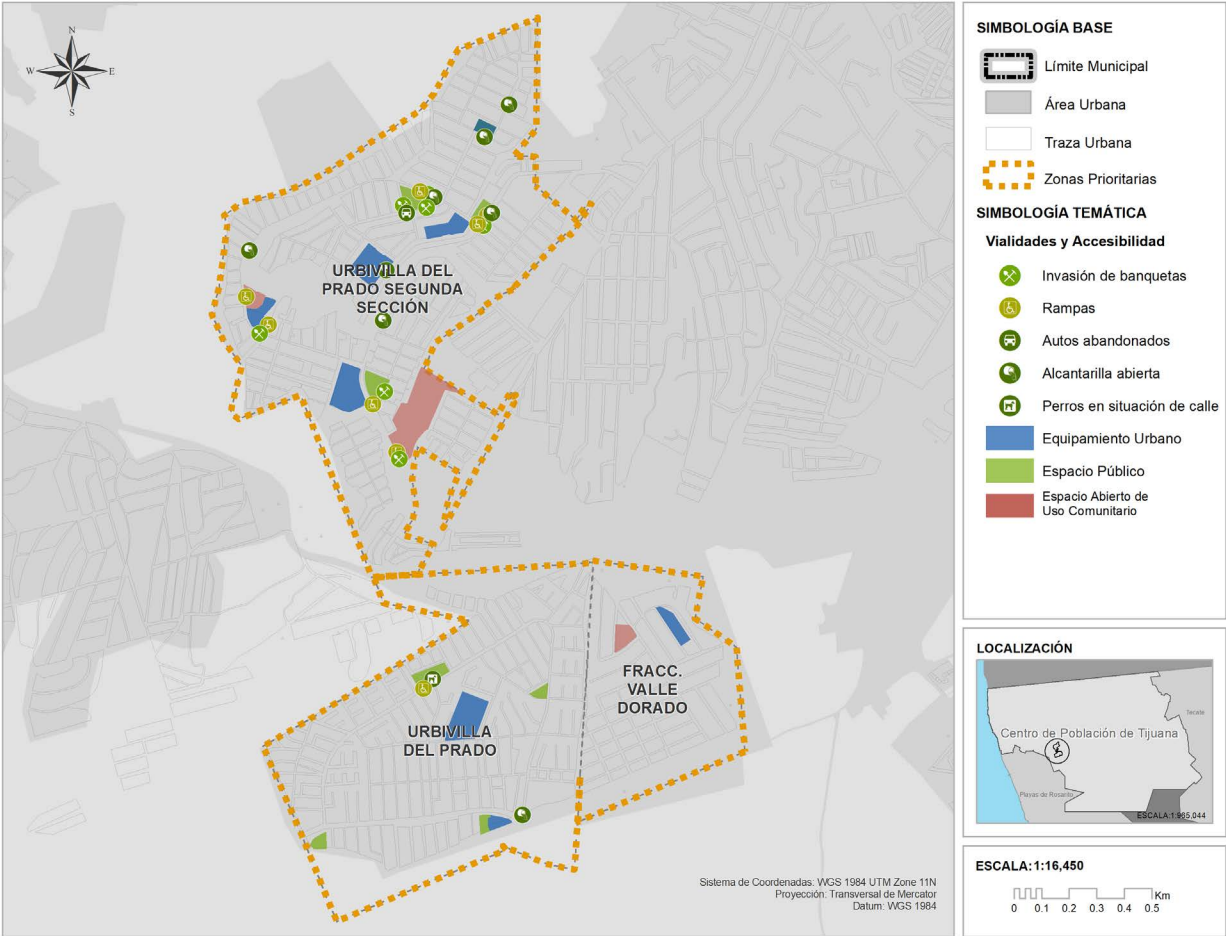 N
W
E
S
URBIVILLA DEL
PRADO SEGUNDA
SECCIÓN
FRACC.
VALLE
DORADO
URBIVILLA
DEL PRADO
Sistema de Coordenadas: WGS 1984 UTM Zone 11N
Proyección: Transversal de Mercator
Datum: WGS 1984
SIMBOLOGÍA BASE
Límite Municipal
Área Urbana
Traza Urbana
Zonas Prioritarias
SIMBOLOGÍA TEMÁTICA
Vialidades y Accesibilidad
Invasión de banquetas
Rampas
Autos abandonados
Alcantarilla abierta
Perros en situación de calle
Equipamiento Urbano
Espacio Público
Espacio Abierto de
Uso Comunitario
LOCALIZACIÓN
Tecate
Centro de Población de Tijuana
Playas de Rosarito
ESCALA:1:965,044
ESCALA:1:16,450
Km
0 0.1 0.2 0.3 0.4 0.5